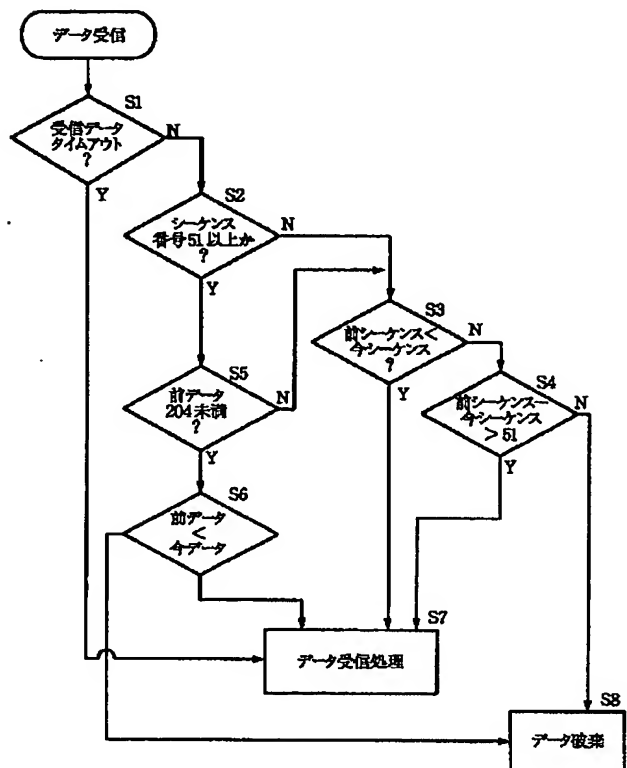 データ受信
S1
受信データ
タイムアウト
?
N
Y
S2
シーケンス
番号51以上か
?
N
Y
S3
前シーケンス<
今シーケンス
?
N
Y
S4
前シーケンス−
今シーケンス
> 51
N
Y
S5
前データ
204未満
?
N
Y
S6
前データ
<
今データ
S7
データ受信処理
S8
データ破棄